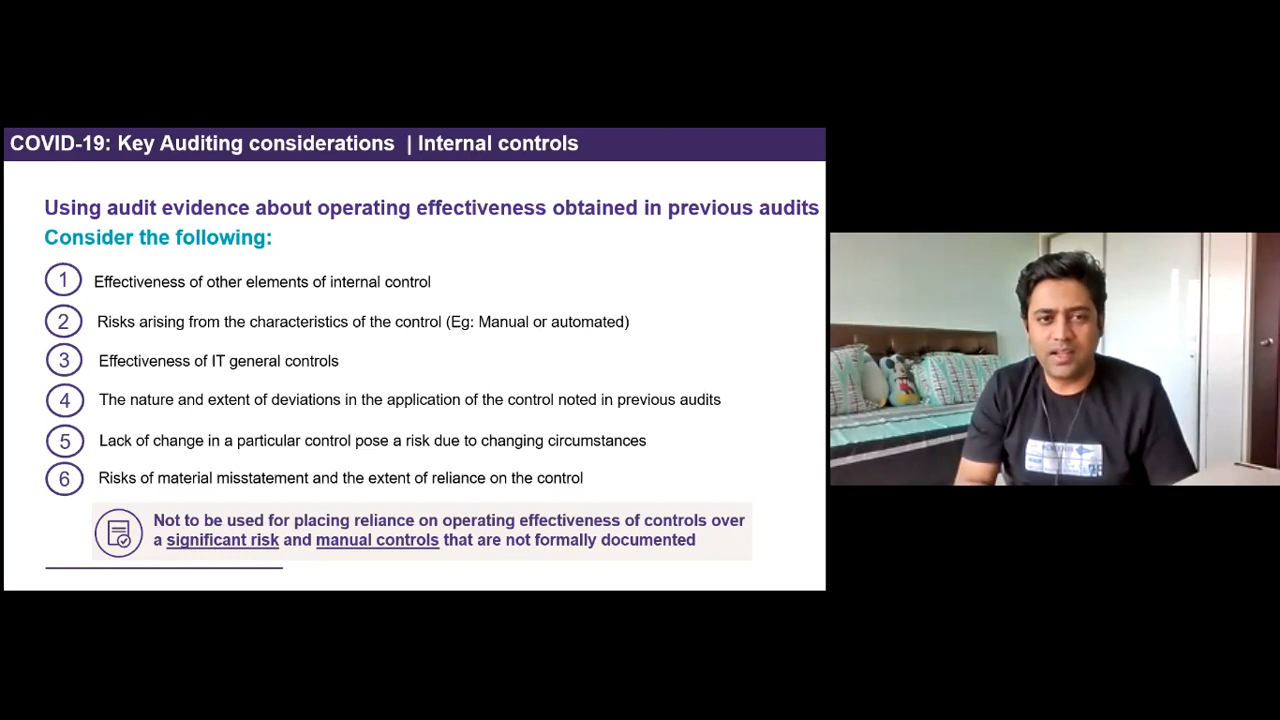 COVID-19: Key Auditing considerations | Internal controls
Using audit evidence about operating effectiveness obtained in previous audits
Consider the following:
1 Effectiveness of other elements of internal control
2 Risks arising from the characteristics of the control (Eg: Manual or automated)
3 Effectiveness of IT general controls
4 The nature and extent of deviations in the application of the control noted in previous audits
5 Lack of change in a particular control pose a risk due to changing circumstances
6 Risks of material misstatement and the extent of reliance on the control
Not to be used for placing reliance on operating effectiveness of controls over
a significant risk and manual controls that are not formally documented